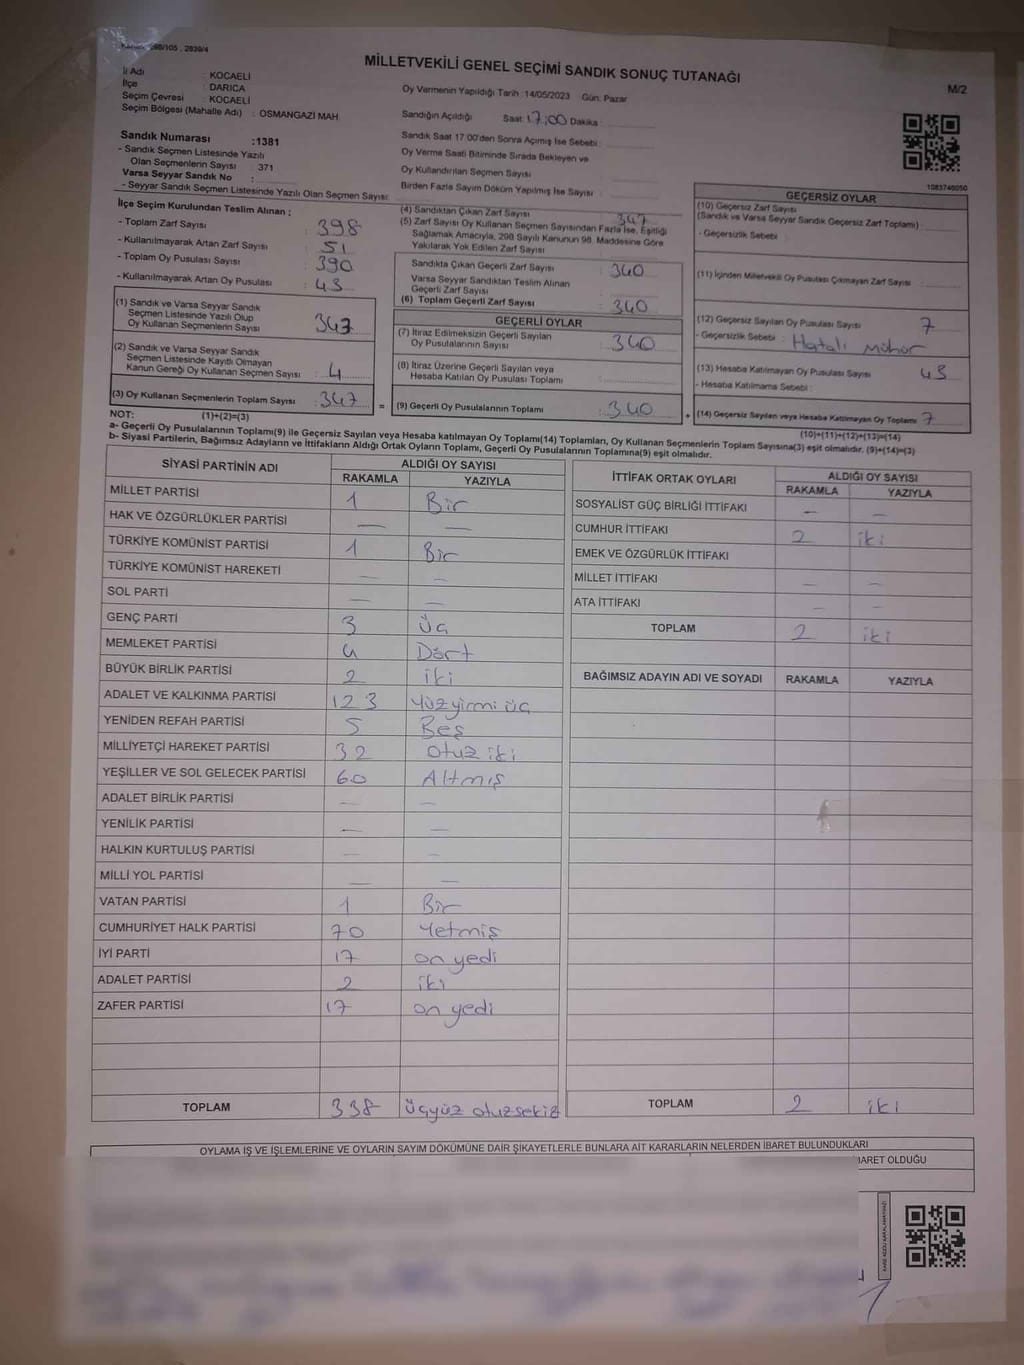 Kanun: 298/105 , 2839/4
MİLLETVEKİLİ GENEL SEÇİMİ SANDIK SONUÇ TUTANAĞI
M/2
İl Adı : KOCAELİ
İlçe : DARICA
Seçim Çevresi : KOCAELİ
Seçim Bölgesi (Mahalle Adı) : OSMANGAZİ MAH
Oy Vermenin Yapıldığı Tarih :14/05/2023 Gün: Pazar
Sandığın Açıldığı Saat 17:00 Dakika :
Sandık Saat 17:00'den Sonra Açımış İse Sebebi :
Oy Verme Saati Bitiminde Sırada Bekleyen ve
Oy Kullandırılan Seçmen Sayısı :
Birden Fazla Sayım Döküm Yapılmış İse Sayısı :
Sandık Numarası :1381
- Sandık Seçmen Listesinde Yazılı
Olan Seçmenlerin Sayısı 371
Varsa Seyyar Sandık No :
- Seyyar Sandık Seçmen Listesinde Yazılı Olan Seçmen Sayısı:
1083746050
İlçe Seçim Kurulundan Teslim Alınan ;
- Toplam Zarf Sayısı : 398
- Kullanılmayarak Artan Zarf Sayısı : 51
- Toplam Oy Pusulası Sayısı : 390
- Kullanılmayarak Artan Oy Pusulası : 43
(1) Sandık ve Varsa Seyyar Sandık
Seçmen Listesinde Yazılı Olup
Oy Kullanan Seçmenlerin Sayısı : 343
(2) Sandık ve Varsa Seyyar Sandık
Seçmen Listesinde Kayıtlı Olmayan
Kanun Gereği Oy Kullanan Seçmen Sayısı : 4
(3) Oy Kullanan Seçmenlerin Toplam Sayısı : 347
(4) Sandıktan Çıkan Zarf Sayısı : 347
(5) Zarf Sayısı Oy Kullanan Seçmen Sayısından Fazla İse, Eşitliği
Sağlamak Amacıyla, 298 Sayılı Kanunun 98. Maddesine Göre
Yakılarak Yok Edilen Zarf Sayısı :
Sandıkta Çıkan Geçerli Zarf Sayısı : 340
Varsa Seyyar Sandıktan Teslim Alınan
Geçerli Zarf Sayısı :
(6) Toplam Geçerli Zarf Sayısı : 340
GEÇERLİ OYLAR
(7) İtiraz Edilmeksizin Geçerli Sayılan
Oy Pusulalarının Sayısı : 340
(8) İtiraz Üzerine Geçerli Sayılan veya
Hesaba Katılan Oy Pusulası Toplamı :
= (9) Geçerli Oy Pusulalarının Toplamı : 340
GEÇERSİZ OYLAR
(10) Geçersiz Zarf Sayısı
(Sandık ve Varsa Seyyar Sandık Geçersiz Zarf Toplamı) :
- Geçersizlik Sebebi :
(11) İçinden Milletvekili Oy Pusulası Çıkmayan Zarf Sayısı :
(12) Geçersiz Sayılan Oy Pusulası Sayısı : 7
- Geçersizlik Sebebi : Hatalı mühür
(13) Hesaba Katılmayan Oy Pusulası Sayısı : 43
- Hesaba Katılmama Sebebi :
+ (14) Geçersiz Sayılan veya Hesaba Katılmayan Oy Toplamı : 7
NOT: (1)+(2)=(3)
(10)+(11)+(12)+(13)=(14)
a- Geçerli Oy Pusulalarının Toplamı(9) ile Geçersiz Sayılan veya Hesaba katılmayan Oy Toplamı(14) Toplamları, Oy Kullanan Seçmenlerin Toplam Sayısına(3) eşit olmalıdır. (9)+(14)=(3)
b- Siyasi Partilerin, Bağımsız Adayların ve İttifakların Aldığı Ortak Oyların Toplamı, Geçerli Oy Pusulalarının Toplamına(9) eşit olmalıdır.
SİYASİ PARTİNİN ADI ALDIĞI OY SAYISI
RAKAMLA YAZIYLA
MİLLET PARTİSİ 1 Bir
HAK VE ÖZGÜRLÜKLER PARTİSİ — —
TÜRKİYE KOMÜNİST PARTİSİ 1 Bir
TÜRKİYE KOMÜNİST HAREKETİ — —
SOL PARTİ — —
GENÇ PARTİ 3 üç
MEMLEKET PARTİSİ 4 Dört
BÜYÜK BİRLİK PARTİSİ 2 iki
ADALET VE KALKINMA PARTİSİ 123 Yüzyirmi üç
YENİDEN REFAH PARTİSİ 5 Beş
MİLLİYETÇİ HAREKET PARTİSİ 32 otuz iki
YEŞİLLER VE SOL GELECEK PARTİSİ 60 Altmış
ADALET BİRLİK PARTİSİ — —
YENİLİK PARTİSİ — —
HALKIN KURTULUŞ PARTİSİ — —
MİLLİ YOL PARTİSİ — —
VATAN PARTİSİ 1 Bir
CUMHURİYET HALK PARTİSİ 70 Yetmiş
İYİ PARTİ 17 on yedi
ADALET PARTİSİ 2 iki
ZAFER PARTİSİ 17 on yedi
TOPLAM 338 üçyüz otuzsekiz
İTTİFAK ORTAK OYLARI ALDIĞI OY SAYISI
RAKAMLA YAZIYLA
SOSYALİST GÜÇ BİRLİĞİ İTTİFAKI — —
CUMHUR İTTİFAKI 2 iki
EMEK VE ÖZGÜRLÜK İTTİFAKI
MİLLET İTTİFAKI — —
ATA İTTİFAKI — —
TOPLAM 2 iki
BAĞIMSIZ ADAYIN ADI VE SOYADI RAKAMLA YAZIYLA
TOPLAM 2 iki
OYLAMA İŞ VE İŞLEMLERİNE VE OYLARIN SAYIM DÖKÜMÜNE DAİR ŞİKAYETLERLE BUNLARA AİT KARARLARIN NELERDEN İBARET BULUNDUKLARI
İBARET OLDUĞU